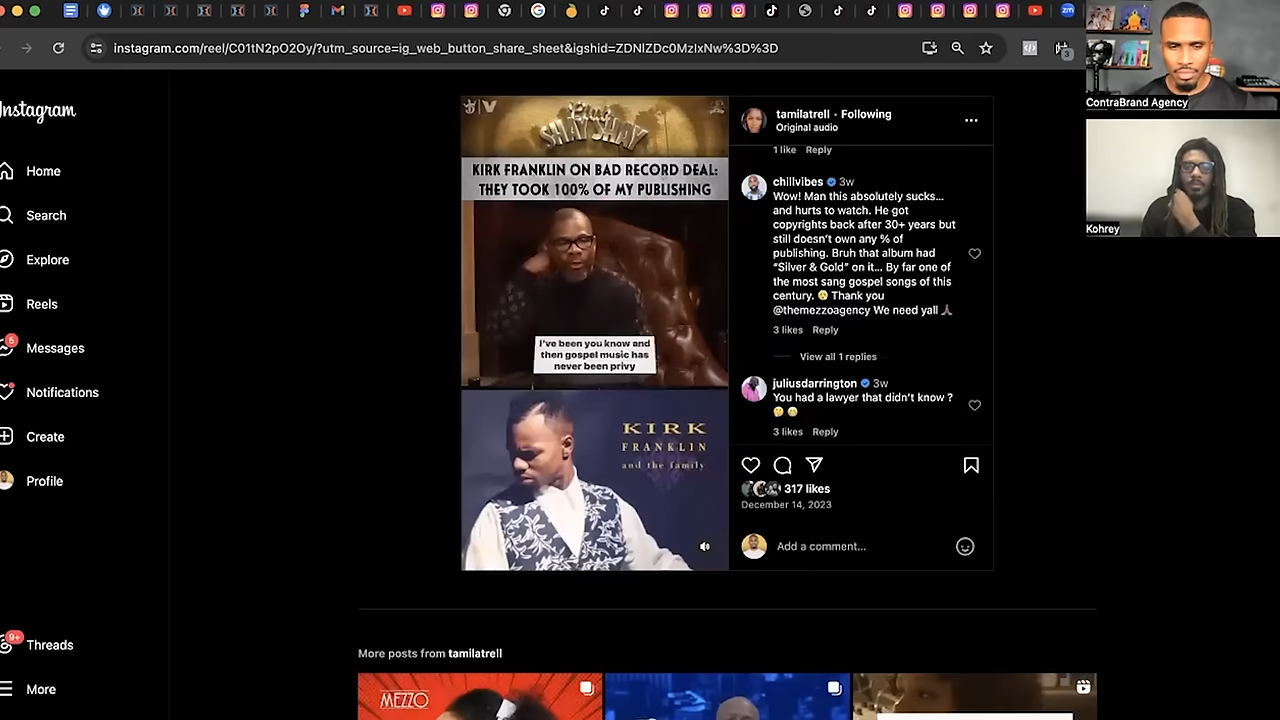 instagram.com/reel/C01tN2pO2Oy/?utm_source=ig_web_button_share_sheet&igshid=ZDNlZDc0MzIxNw%3D%3D
3
Instagram
Home
Search
Explore
Reels
5
Messages
Notifications
Create
Profile
9+
Threads
More
Club
SHAY SHAY
KIRK FRANKLIN ON BAD RECORD DEAL:
THEY TOOK 100% OF MY PUBLISHING
I've been you know and
then gospel music has
never been privy
KIRK
FRANKLIN
and the family
tamilatrell · Following
Original audio
...
1 like Reply
chillvibes 3w
Wow! Man this absolutely sucks...
and hurts to watch. He got
copyrights back after 30+ years but
still doesn't own any % of
publishing. Bruh that album had
“Silver & Gold” on it... By far one of
the most sang gospel songs of this
century. 😢 Thank you
@themezzoagency We need yall 🙏🏾
3 likes Reply
View all 1 replies
juliusdarrington 3w
You had a lawyer that didn't know ?
3 likes Reply
317 likes
December 14, 2023
Add a comment...
More posts from tamilatrell
MEZZO
zm
ContraBrand Agency
Kohrey